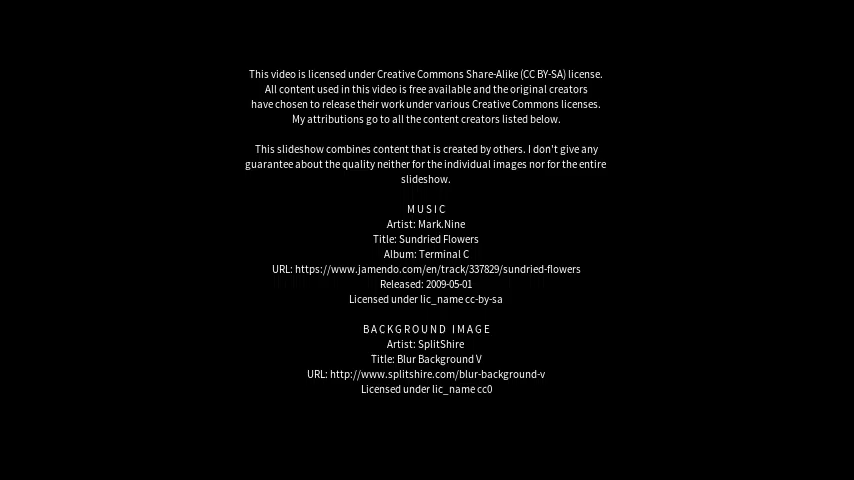 This video is licensed under Creative Commons Share-Alike (CC BY-SA) license.
All content used in this video is free available and the original creators
have chosen to release their work under various Creative Commons licenses.
My attributions go to all the content creators listed below.
This slideshow combines content that is created by others. I don't give any
guarantee about the quality neither for the individual images nor for the entire
slideshow.
MUSIC
Artist: Mark.Nine
Title: Sundried Flowers
Album: Terminal C
URL: https://www.jamendo.com/en/track/337829/sundried-flowers
Released: 2009-05-01
Licensed under lic_name cc-by-sa
BACKGROUND IMAGE
Artist: SplitShire
Title: Blur Background V
URL: http://www.splitshire.com/blur-background-v
Licensed under lic_name cc0